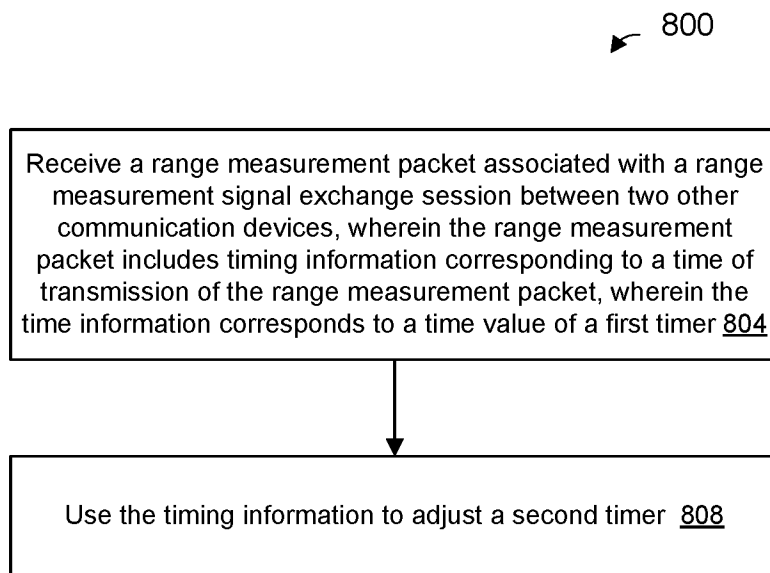 800
Receive a range measurement packet associated with a range
measurement signal exchange session between two other
communication devices, wherein the range measurement
packet includes timing information corresponding to a time of
transmission of the range measurement packet, wherein the
time information corresponds to a time value of a first timer 804
Use the timing information to adjust a second timer 808